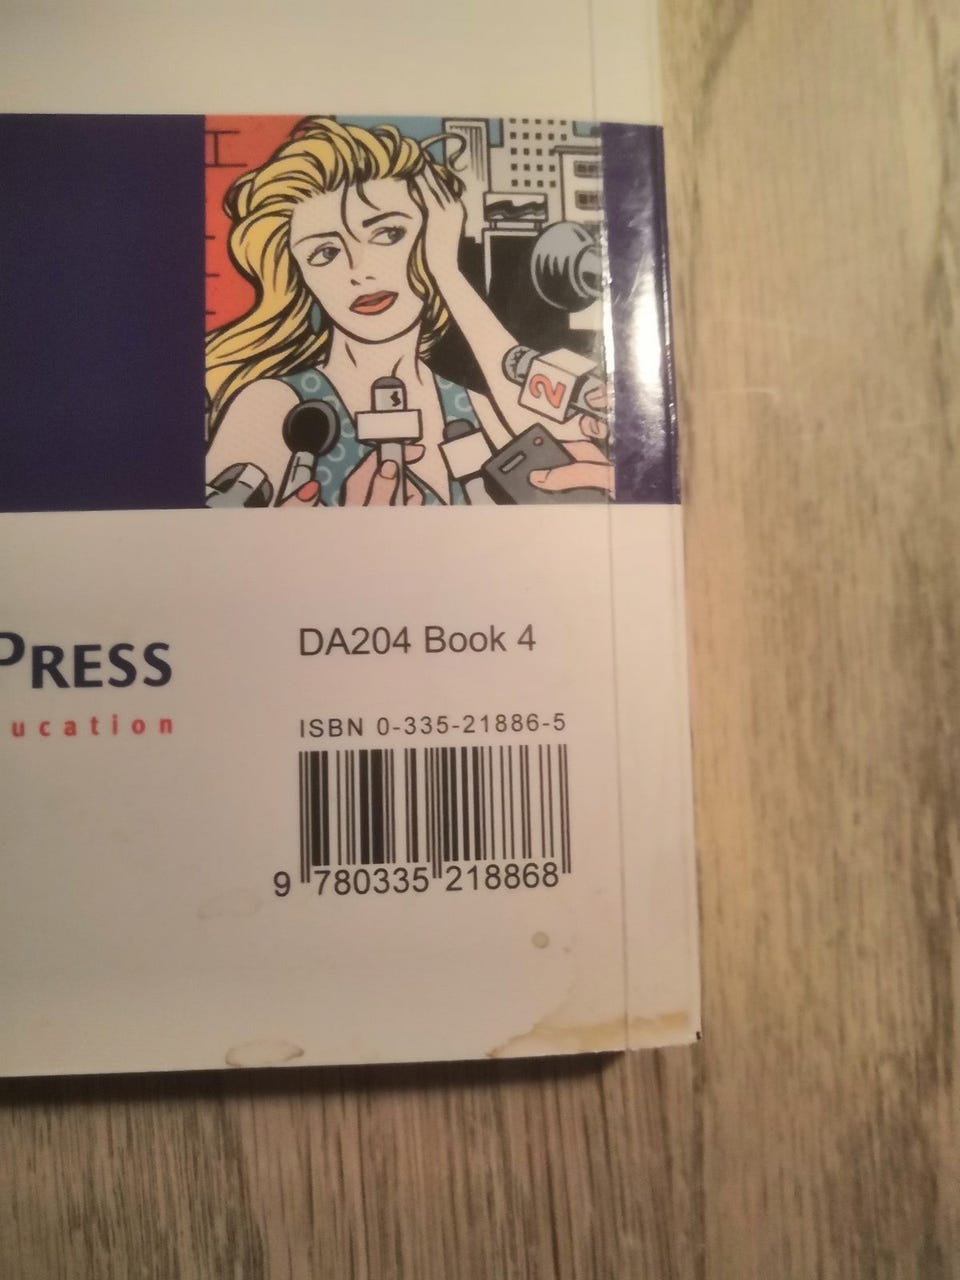 2
PRESS
ucation
DA204 Book 4
ISBN 0-335-21886-5
9 780335 218868